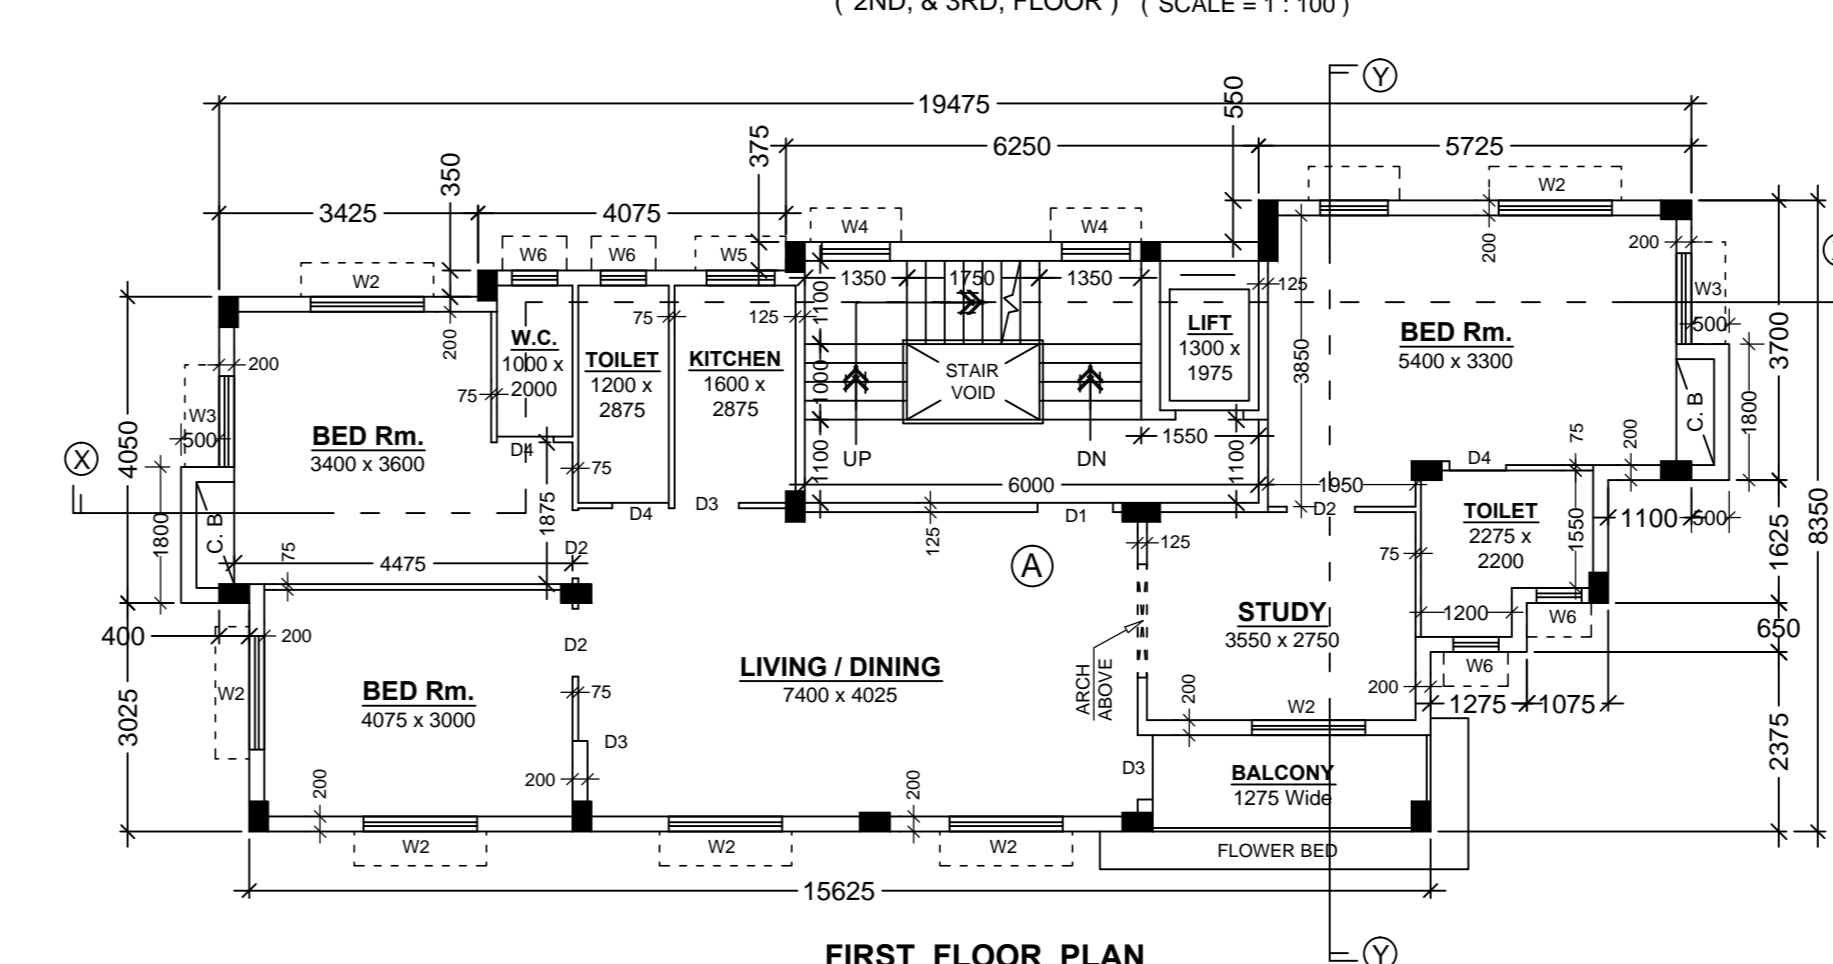 ( 2ND, & 3RD, FLOOR ) ( SCALE = 1 : 100 )
Y
19475
550
375
6250
5725
350
3425
4075
W2
W6
W6
W5
W4
W4
W2
200
200
1350
1750
1350
125
1100
W3
500
200
75
125
200
W.C.
1000 x
2000
TOILET
1200 x
2875
KITCHEN
1600 x
2875
LIFT
1300 x
1975
3850
BED Rm.
5400 x 3300
3700
STAIR
VOID
1000
75
W3
500
C. B
1800
4050
BED Rm.
3400 x 3600
X
D4
75
1100
UP
DN
1550
1100
75
200
D4
6000
1950
1800
C. B
1875
D4
D3
D1
D2
TOILET
2275 x
2200
1550
1100
500
1625
8350
125
125
75
75
4475
D2
A
STUDY
3550 x 2750
1200
W6
650
400
200
D2
ARCH
ABOVE
W6
LIVING / DINING
7400 x 4025
W2
BED Rm.
4075 x 3000
75
200
200
W2
1275
1075
3025
D3
2375
200
200
200
D3
BALCONY
1275 Wide
W2
W2
W2
FLOWER BED
15625
FIRST FLOOR PLAN
Y